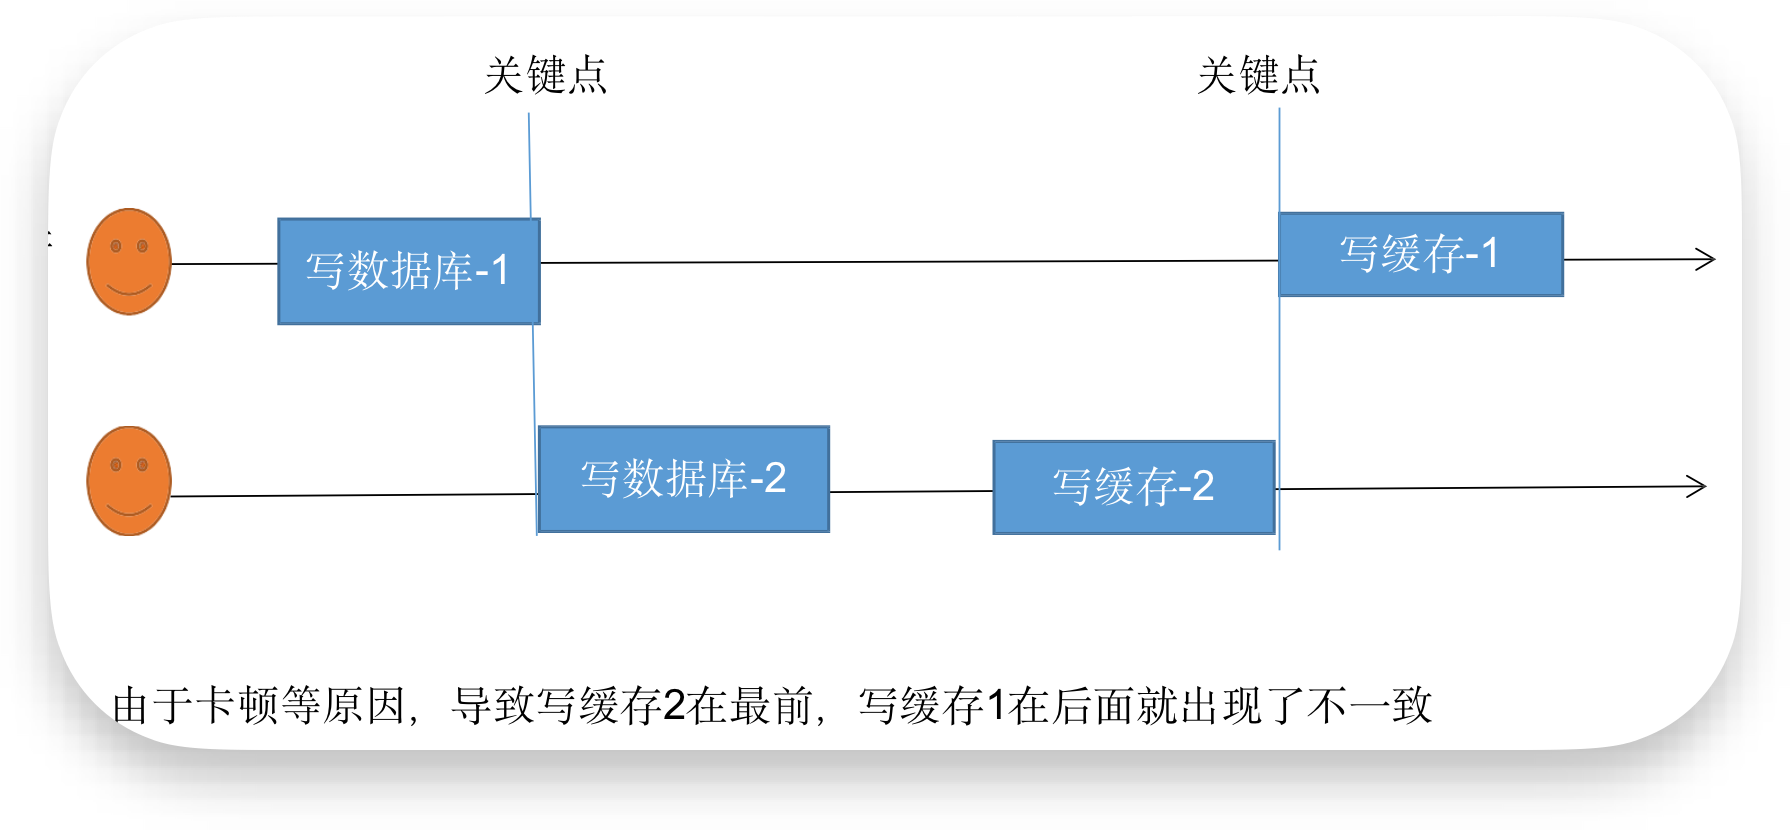 关键点 关键点
写数据库-1 写缓存-1
写数据库-2 写缓存-2
由于卡顿等原因，导致写缓存2在最前，写缓存1在后面就出现了不一致